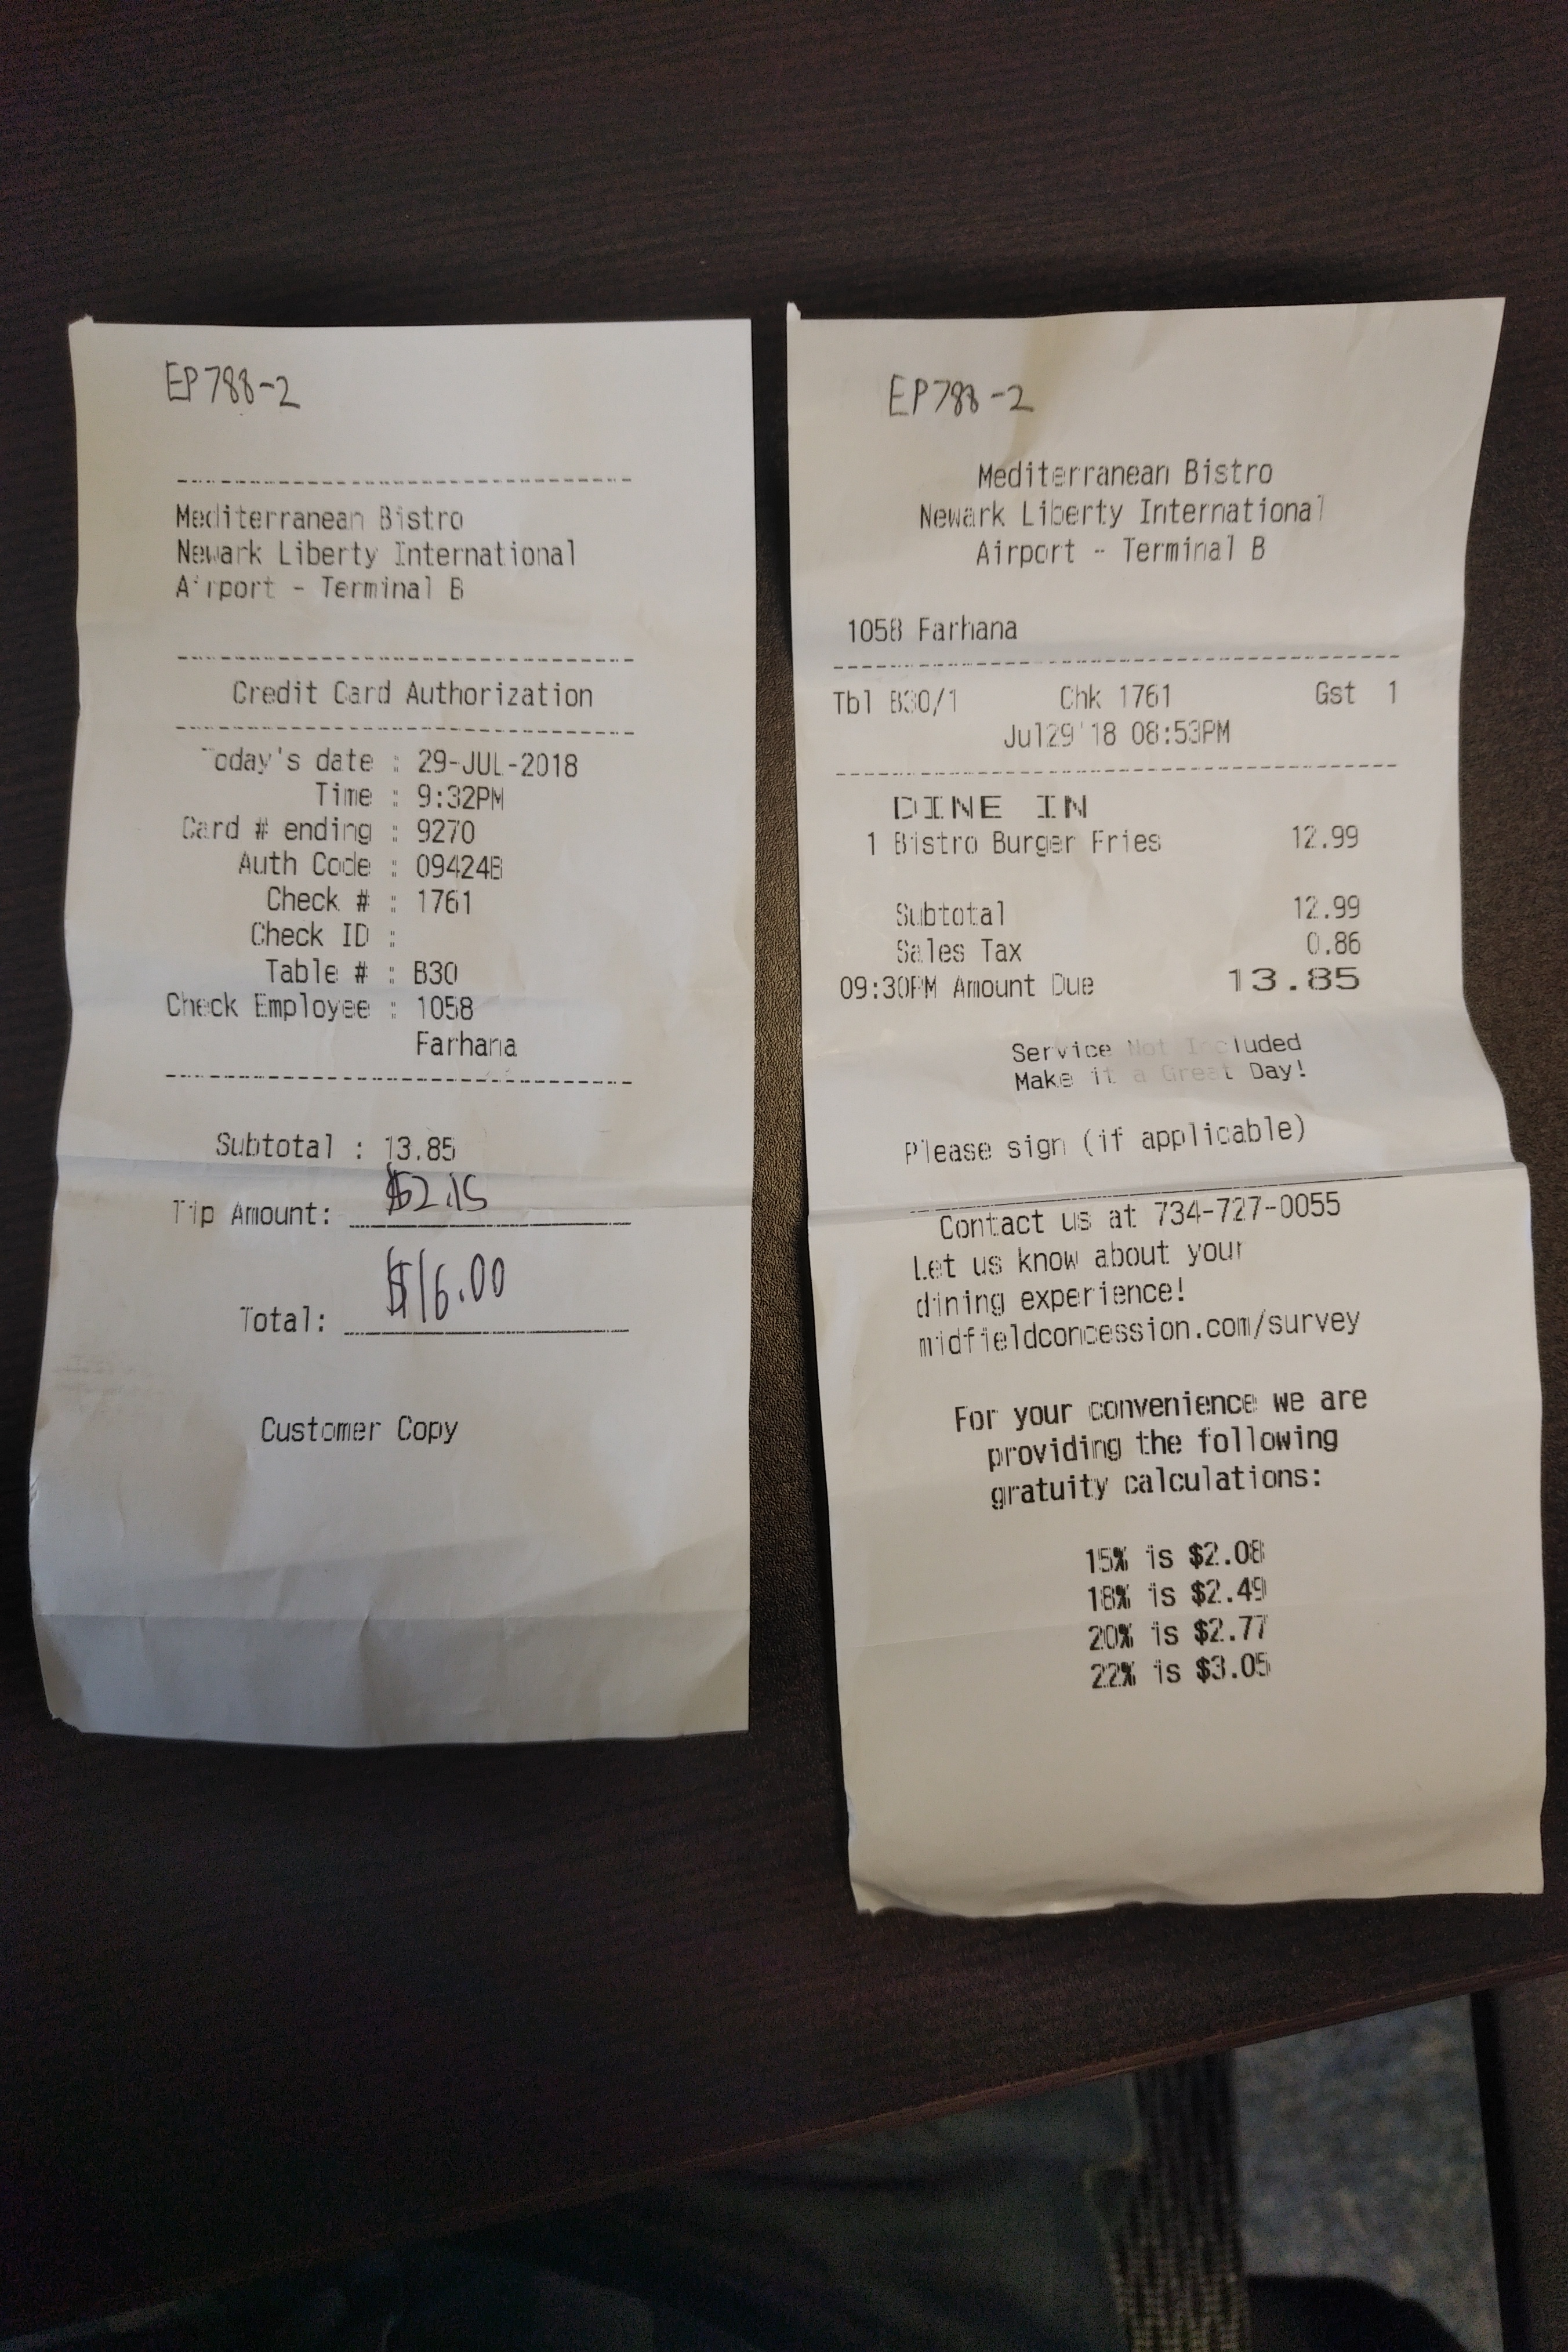 EP788-2
Mediterranean Bistro
Newark Liberty International
Airport - Terminal B
Credit Card Authorization
Today's date : 29-JUL-2018
Time : 9:32PM
Card # ending : 9270
Auth Code : 09424B
Check # : 1761
Check ID :
Table # : B30
Check Employee : 1058
Farhana
Subtotal : 13.85
Tip Amount: $2.15
Total: $16.00
Customer Copy
EP788-2
Mediterranean Bistro
Newark Liberty International
Airport - Terminal B
1058 Farhana
Tbl B30/1 Chk 1761 Gst 1
Jul29'18 08:53PM
DINE IN
1 Bistro Burger Fries 12.99
Subtotal 12.99
Sales Tax 0.86
09:30PM Amount Due 13.85
Service Not Included
Make it a Great Day!
Please sign (if applicable)
Contact us at 734-727-0055
Let us know about your
dining experience!
midfieldconcession.com/survey
For your convenience we are
providing the following
gratuity calculations:
15% is $2.08
18% is $2.49
20% is $2.77
22% is $3.05